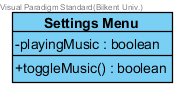 Visual Paradigm Standard(Bilkent Univ.)
Settings Menu
-playingMusic : boolean
+toggleMusic() : boolean